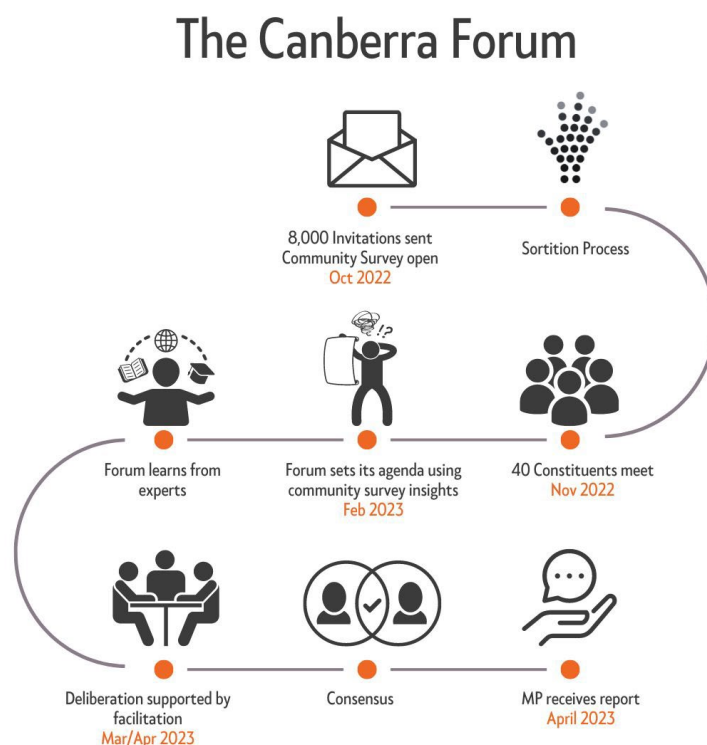 The Canberra Forum
8,000 Invitations sent
Community Survey open
Oct 2022
Sortition Process
40 Constituents meet
Nov 2022
Forum sets its agenda using
community survey insights
Feb 2023
!?
Forum learns from
experts
Deliberation supported by
facilitation
Mar/Apr 2023
Consensus
MP receives report
April 2023